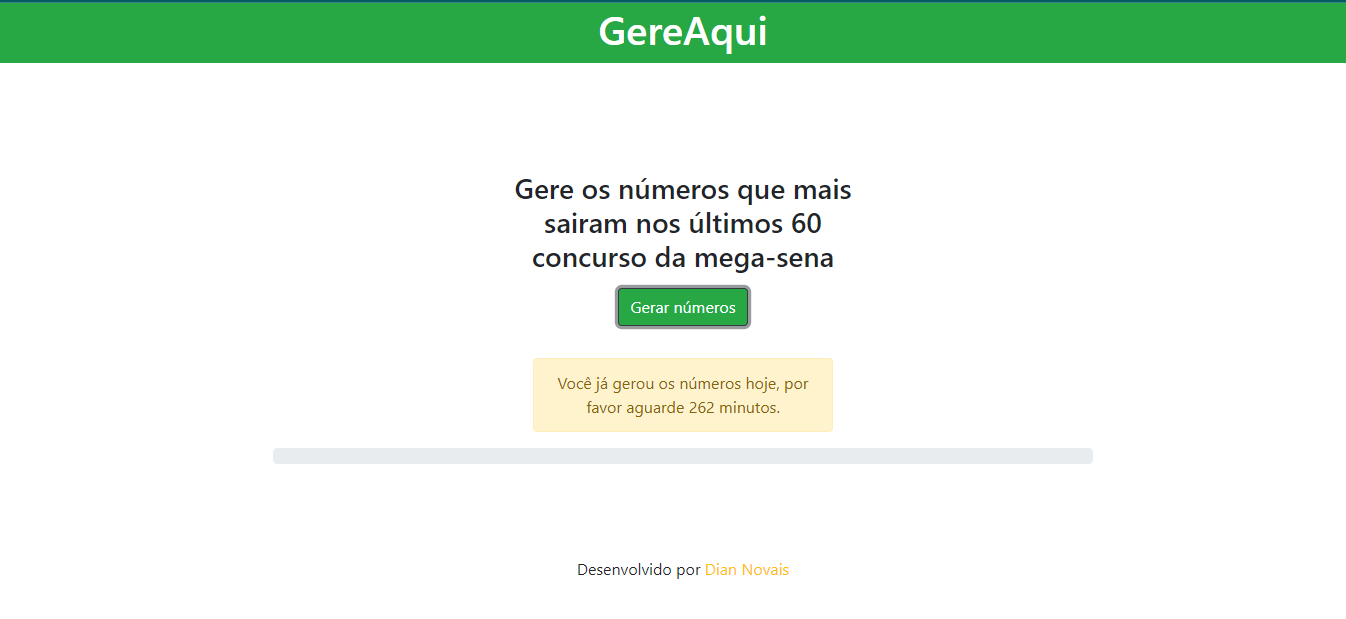 GereAqui
Gere os números que mais
sairam nos últimos 60
concurso da mega-sena
Gerar números
Você já gerou os números hoje, por
favor aguarde 262 minutos.
Desenvolvido por Dian Novais